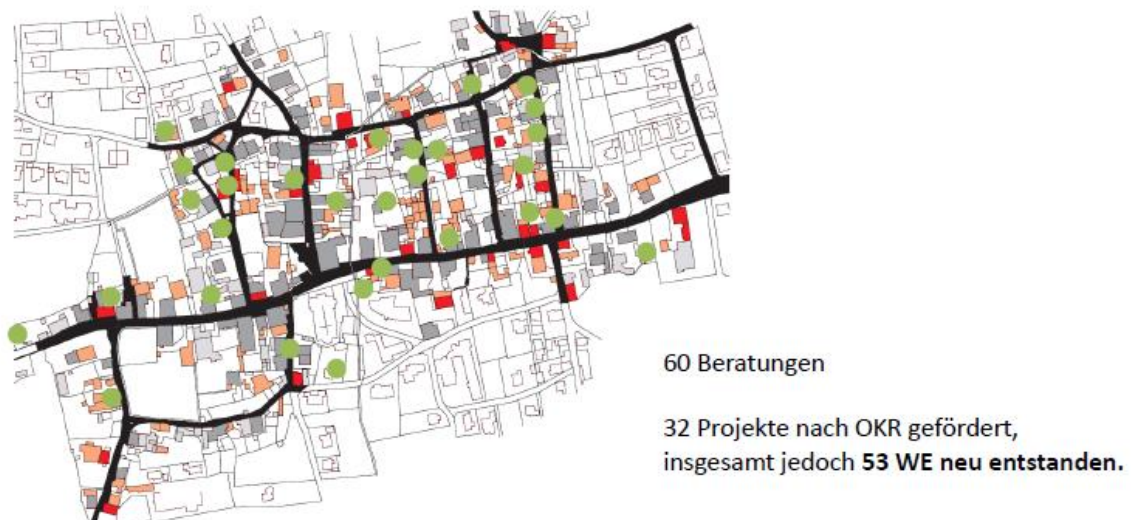 60 Beratungen
32 Projekte nach OKR gefördert,
insgesamt jedoch 53 WE neu entstanden.